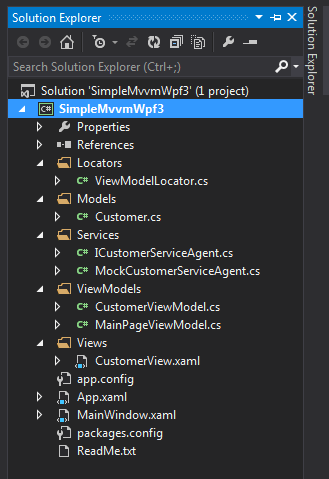 Solution Explorer
Search Solution Explorer (Ctrl+;)
Solution 'SimpleMvvmWpf3' (1 project)
C# SimpleMvvmWpf3
Properties
References
Locators
C# ViewModelLocator.cs
Models
C# Customer.cs
Services
C# ICustomerServiceAgent.cs
C# MockCustomerServiceAgent.cs
ViewModels
C# CustomerViewModel.cs
C# MainPageViewModel.cs
Views
CustomerView.xaml
app.config
App.xaml
MainWindow.xaml
packages.config
ReadMe.txt
Solution Explorer